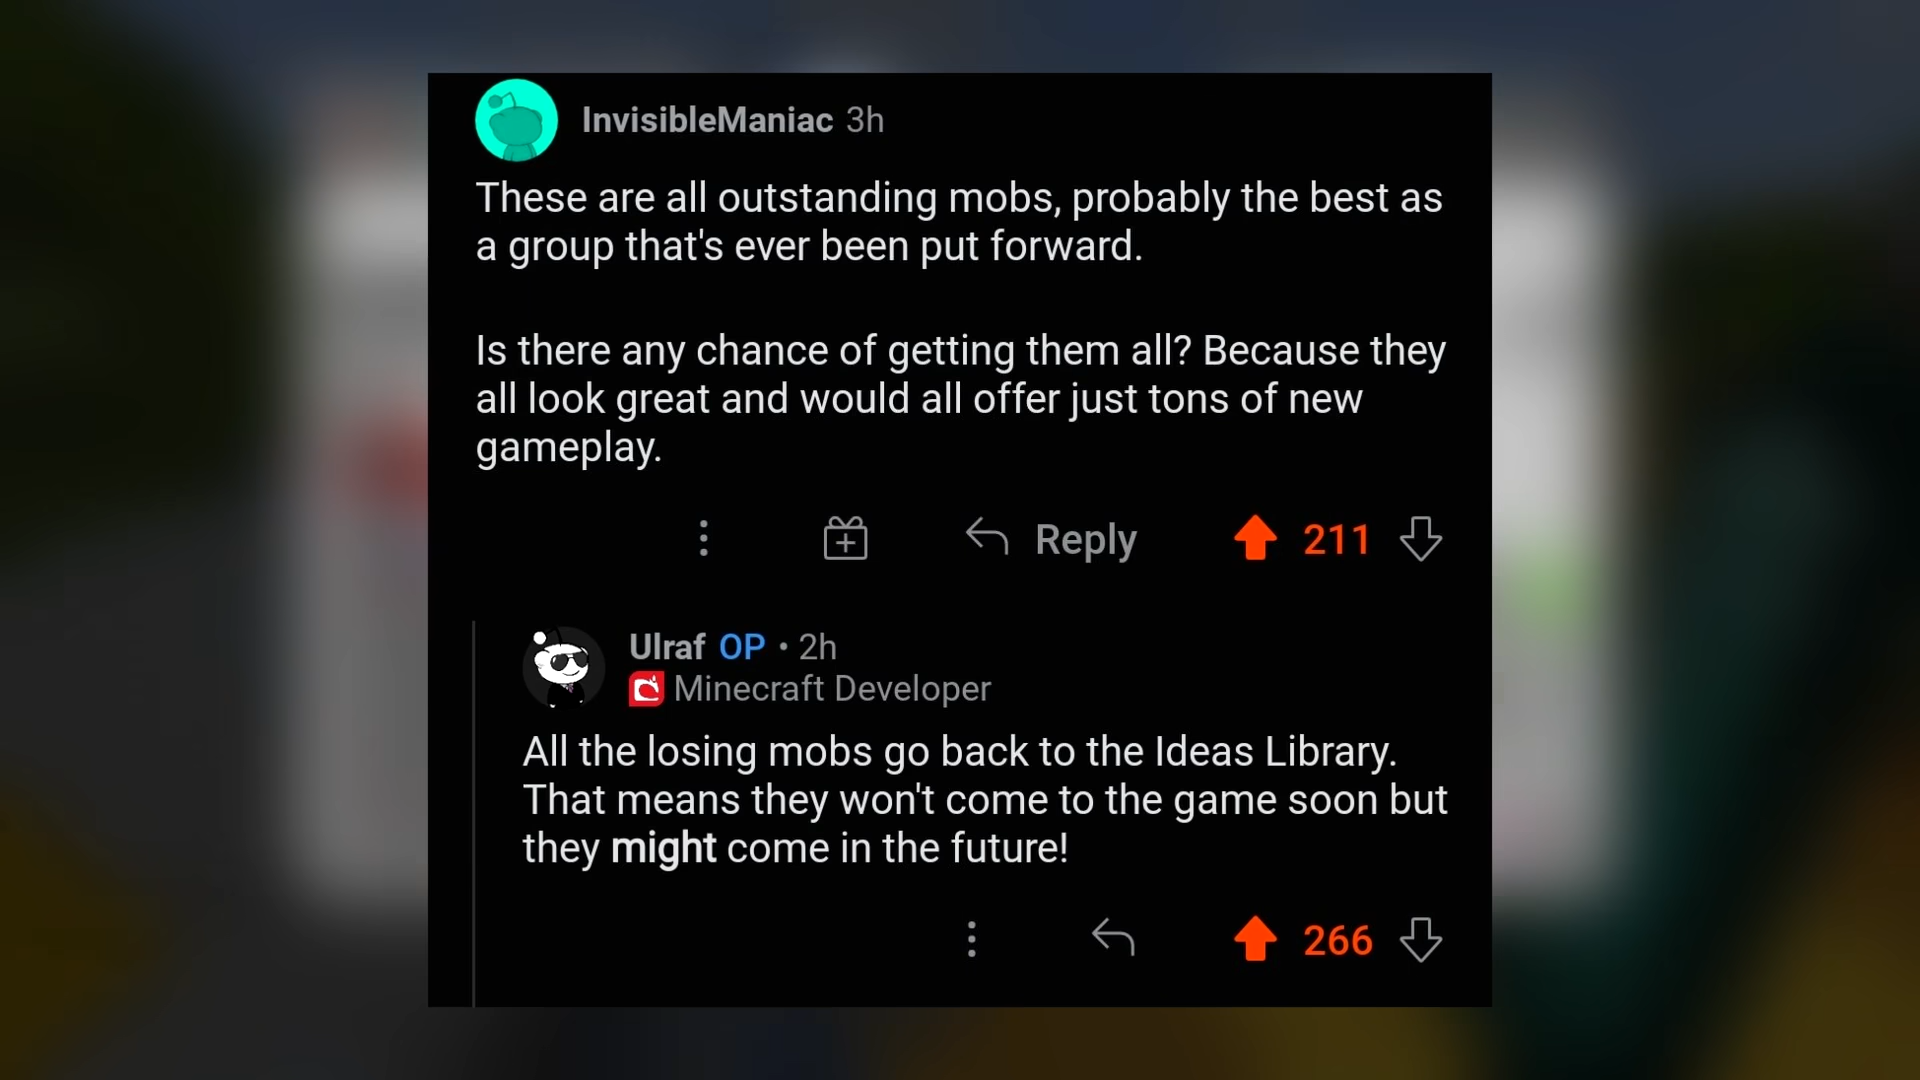 InvisibleManiac 3h
These are all outstanding mobs, probably the best as
a group that's ever been put forward.
Is there any chance of getting them all? Because they
all look great and would all offer just tons of new
gameplay.
Reply 211
Ulraf OP • 2h
Minecraft Developer
All the losing mobs go back to the Ideas Library.
That means they won't come to the game soon but
they might come in the future!
266